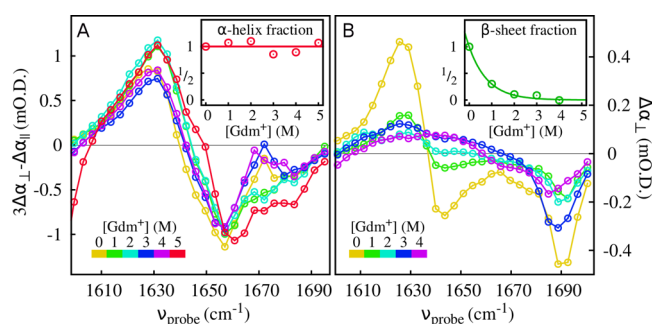 A
α-helix fraction
1
1/2
0
0 1 2 3 4 5
[Gdm⁺] (M)
3Δα⊥-Δα∥ (mO.D.)
1
0.5
0
-0.5
-1
[Gdm⁺] (M)
0 1 2 3 4 5
1610 1630 1650 1670 1690
νprobe (cm⁻¹)
B
β-sheet fraction
1
1/2
0
0 1 2 3 4 5
[Gdm⁺] (M)
0.4
0.2
0
-0.2
-0.4
Δα⊥ (mO.D.)
[Gdm⁺] (M)
0 1 2 3 4
1610 1630 1650 1670 1690
νprobe (cm⁻¹)